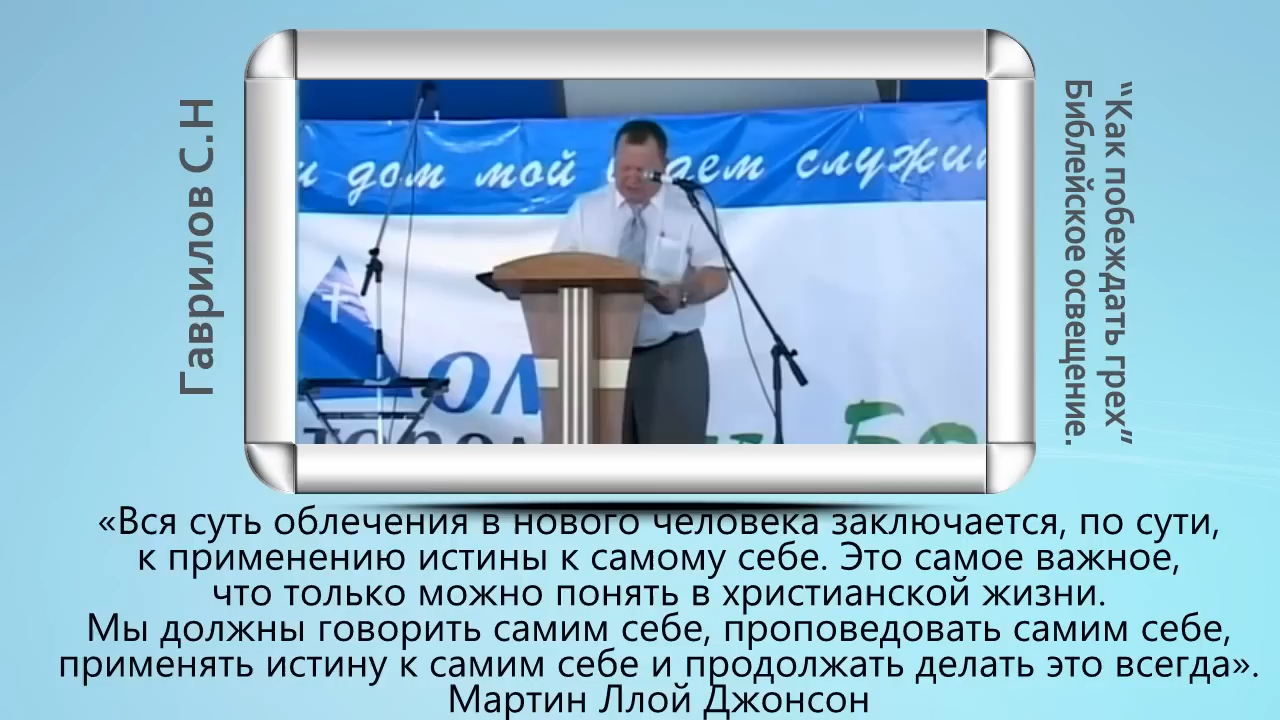 Гаврилов С.Н
“Как побеждать грех”
Библейское освещение.
дом мой
служи
«Вся суть облечения в нового человека заключается, по сути,
к применению истины к самому себе. Это самое важное,
что только можно понять в христианской жизни.
Мы должны говорить самим себе, проповедовать самим себе,
применять истину к самим себе и продолжать делать это всегда».
Мартин Ллой Джонсон